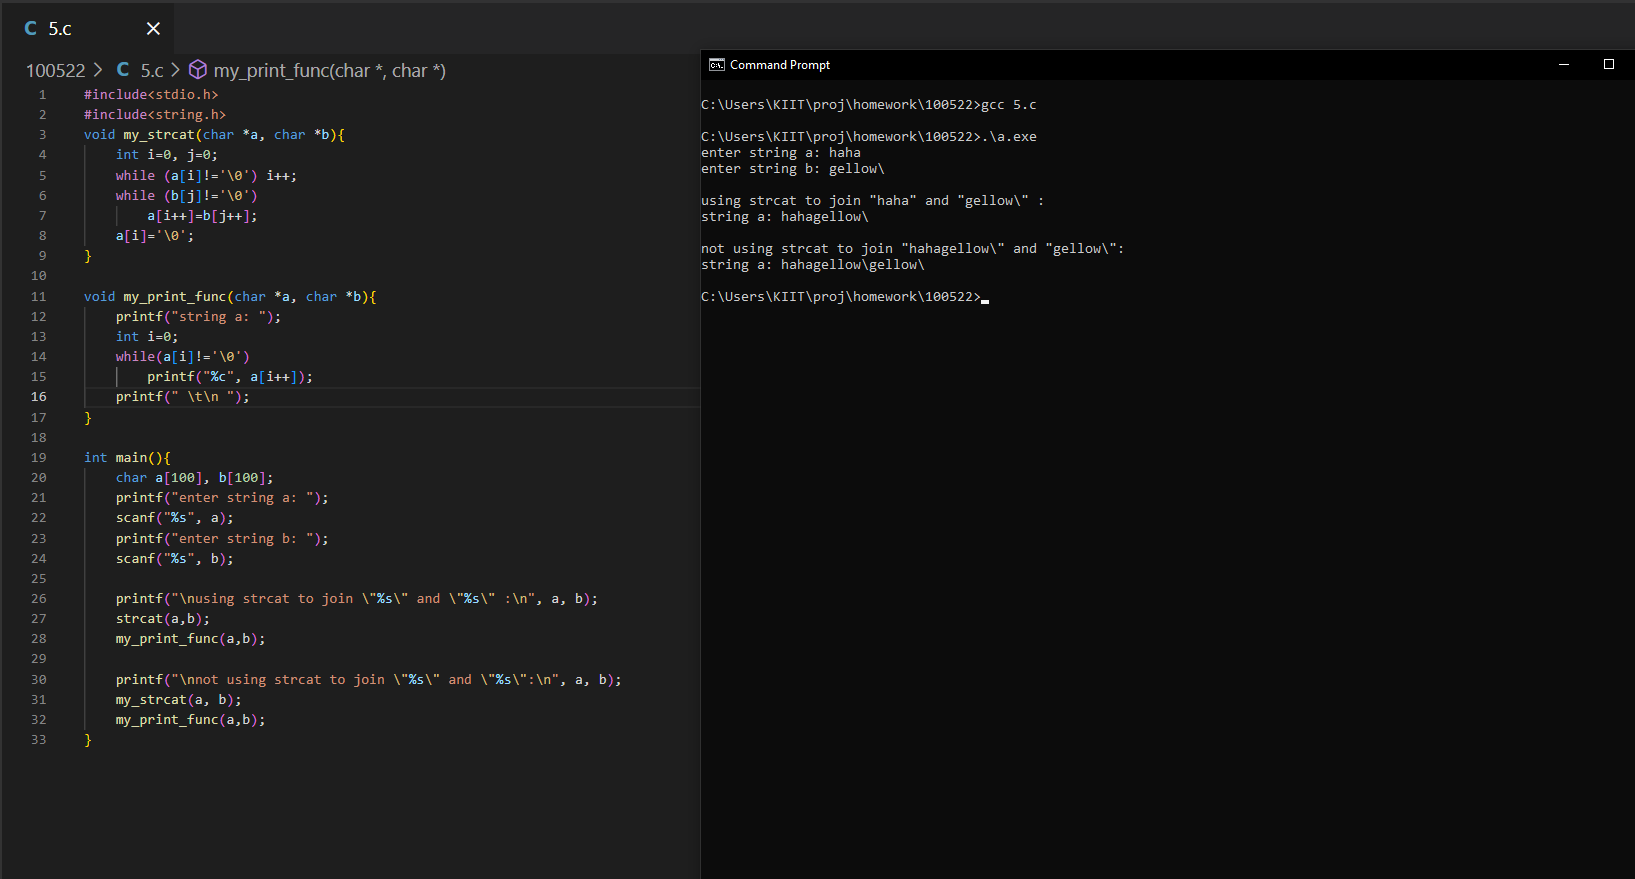 C 5.c ×
100522 > C 5.c > my_print_func(char *, char *)
1 #include<stdio.h>
2 #include<string.h>
3 void my_strcat(char *a, char *b){
4     int i=0, j=0;
5     while (a[i]!='\0') i++;
6     while (b[j]!='\0')
7         a[i++]=b[j++];
8     a[i]='\0';
9 }
10
11 void my_print_func(char *a, char *b){
12     printf("string a: ");
13     int i=0;
14     while(a[i]!='\0')
15         printf("%c", a[i++]);
16     printf(" \t\n ");
17 }
18
19 int main(){
20     char a[100], b[100];
21     printf("enter string a: ");
22     scanf("%s", a);
23     printf("enter string b: ");
24     scanf("%s", b);
25
26     printf("\nusing strcat to join \"%s\" and \"%s\" :\n", a, b);
27     strcat(a,b);
28     my_print_func(a,b);
29
30     printf("\nnot using strcat to join \"%s\" and \"%s\":\n", a, b);
31     my_strcat(a, b);
32     my_print_func(a,b);
33 }
Command Prompt
C:\Users\KIIT\proj\homework\100522>gcc 5.c
C:\Users\KIIT\proj\homework\100522>.\a.exe
enter string a: haha
enter string b: gellow\
using strcat to join "haha" and "gellow\" :
string a: hahagellow\
not using strcat to join "hahagellow\" and "gellow\":
string a: hahagellow\gellow\
C:\Users\KIIT\proj\homework\100522>